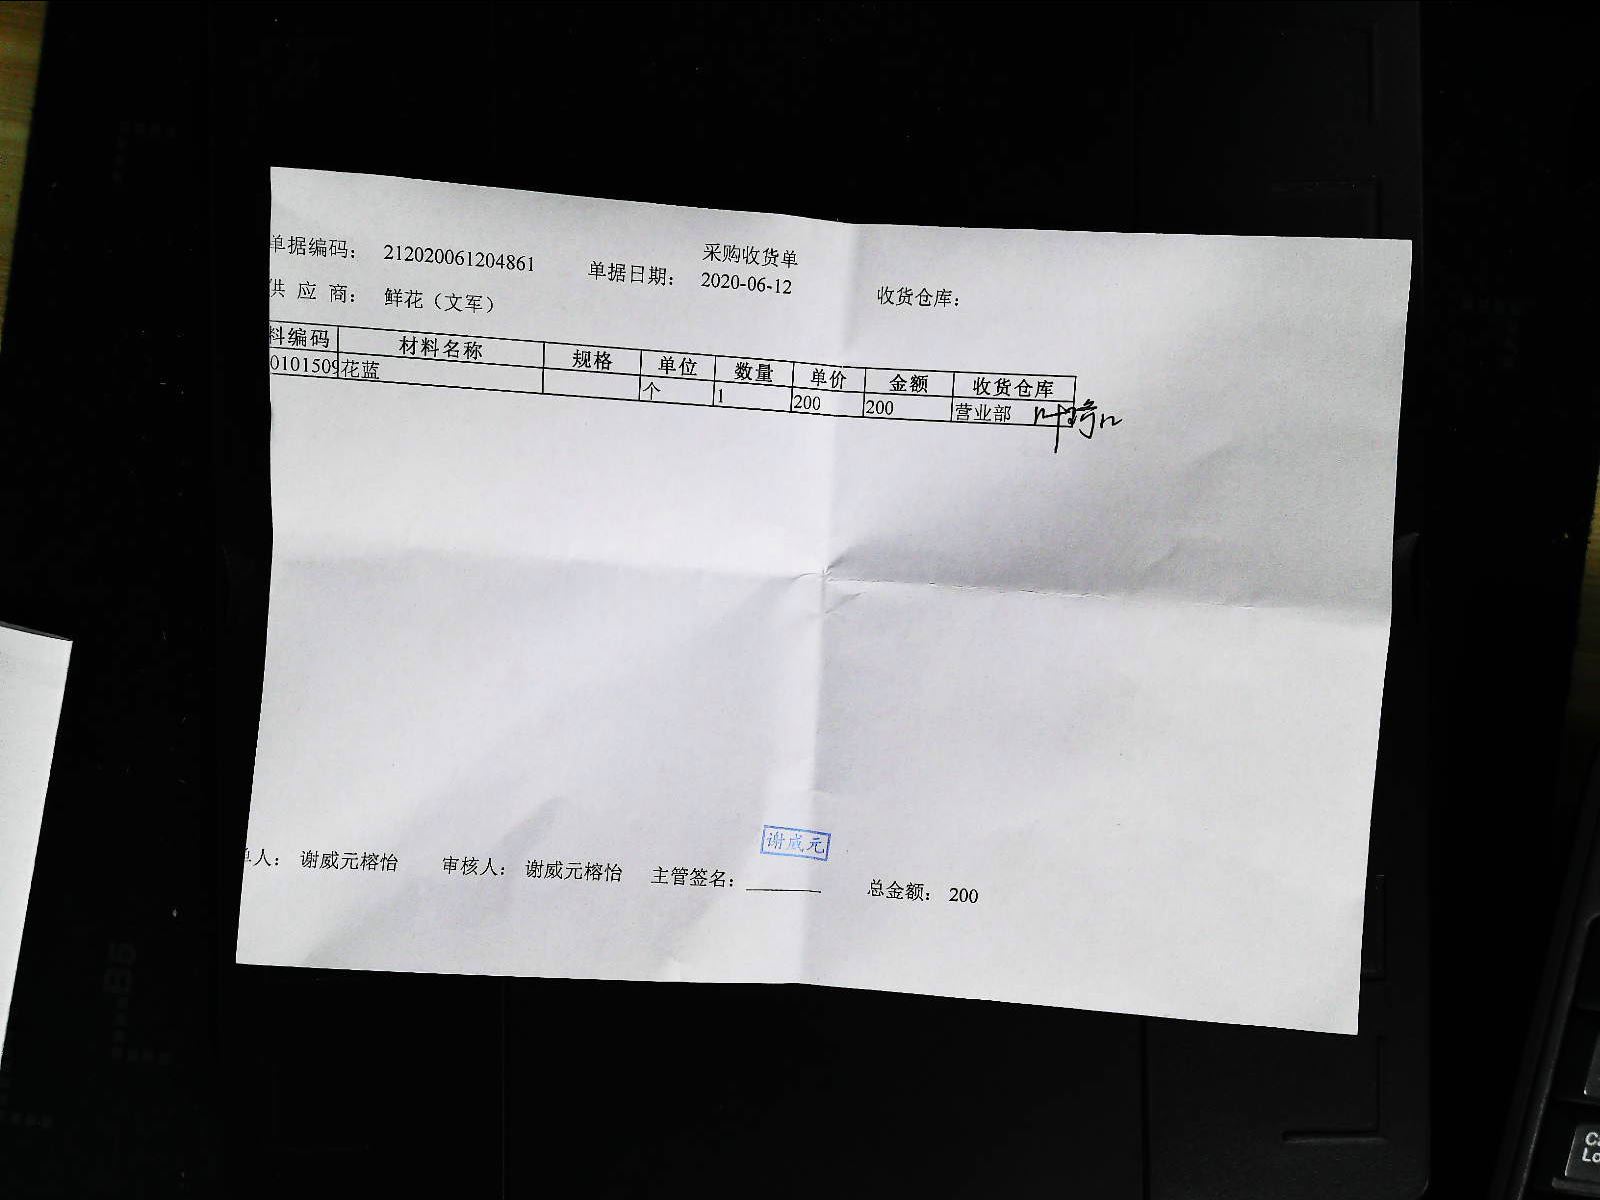 采购收货单
单据编码： 212020061204861 单据日期： 2020-06-12 收货仓库：
供 应 商： 鲜花（文军）
料编码 材料名称 规格 单位 数量 单价 金额 收货仓库
0101509 花蓝 个 1 200 200 营业部
谢威元
单人： 谢威元榕怡 审核人： 谢威元榕怡 主管签名： 总金额： 200